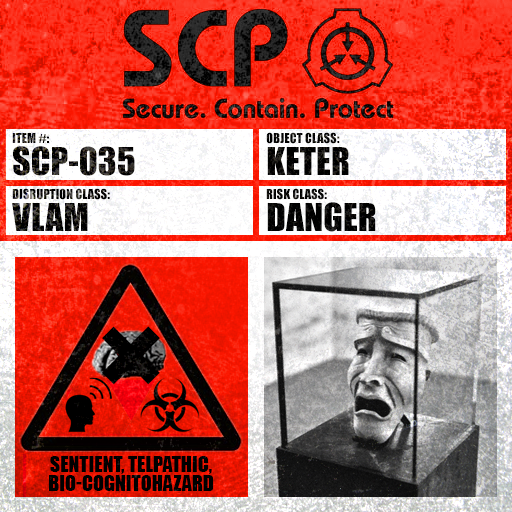 SCP
Secure. Contain. Protect
ITEM #:
SCP-035
OBJECT CLASS:
KETER
DISRUPTION CLASS:
VLAM
RISK CLASS:
DANGER
SENTIENT, TELPATHIC,
BIO-COGNITOHAZARD